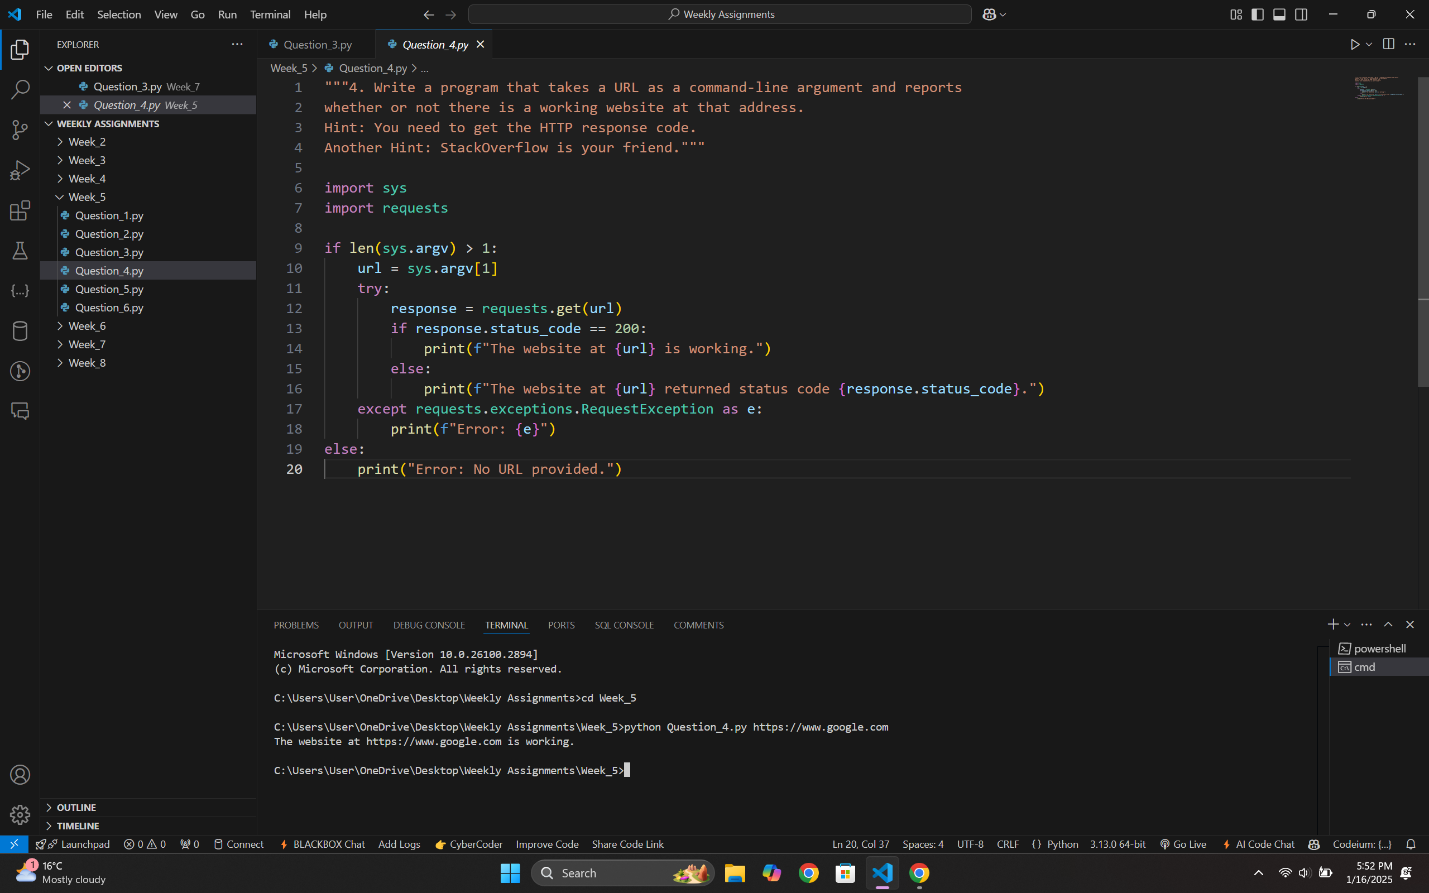 File Edit Selection View Go Run Terminal Help
Weekly Assignments
EXPLORER
OPEN EDITORS
Question_3.py Week_7
Question_4.py Week_5
WEEKLY ASSIGNMENTS
Week_2
Week_3
Week_4
Week_5
Question_1.py
Question_2.py
Question_3.py
Question_4.py
Question_5.py
Question_6.py
Week_6
Week_7
Week_8
OUTLINE
TIMELINE
Question_3.py
Question_4.py
Week_5 > Question_4.py > ...
1 """4. Write a program that takes a URL as a command-line argument and reports
2 whether or not there is a working website at that address.
3 Hint: You need to get the HTTP response code.
4 Another Hint: StackOverflow is your friend."""
5
6 import sys
7 import requests
8
9 if len(sys.argv) > 1:
10     url = sys.argv[1]
11     try:
12         response = requests.get(url)
13         if response.status_code == 200:
14             print(f"The website at {url} is working.")
15         else:
16             print(f"The website at {url} returned status code {response.status_code}.")
17     except requests.exceptions.RequestException as e:
18         print(f"Error: {e}")
19 else:
20     print("Error: No URL provided.")
PROBLEMS OUTPUT DEBUG CONSOLE TERMINAL PORTS SQL CONSOLE COMMENTS
Microsoft Windows [Version 10.0.26100.2894]
(c) Microsoft Corporation. All rights reserved.
C:\Users\User\OneDrive\Desktop\Weekly Assignments>cd Week_5
C:\Users\User\OneDrive\Desktop\Weekly Assignments\Week_5>python Question_4.py https://www.google.com
The website at https://www.google.com is working.
C:\Users\User\OneDrive\Desktop\Weekly Assignments\Week_5>
powershell
cmd
Launchpad 0 0 0 Connect BLACKBOX Chat Add Logs CyberCoder Improve Code Share Code Link Ln 20, Col 37 Spaces: 4 UTF-8 CRLF {} Python 3.13.0 64-bit Go Live AI Code Chat Codeium: {...}
1
16°C
Mostly cloudy
Search
5:52 PM
1/16/2025